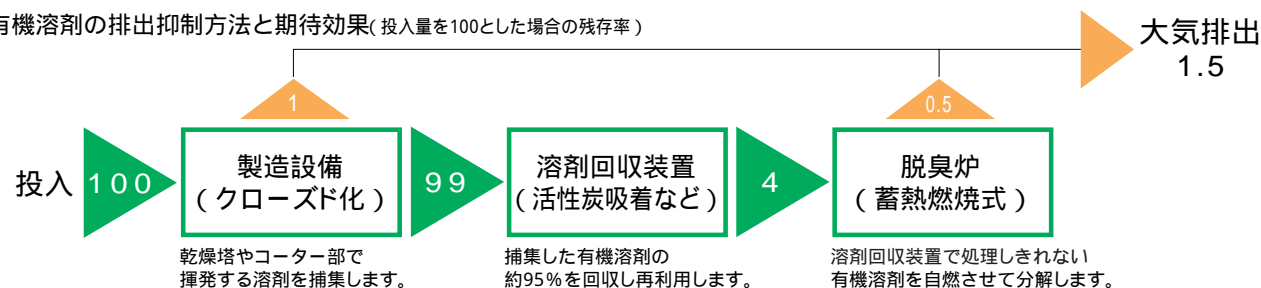 有機溶剤の排出抑制方法と期待効果(投入量を100とした場合の残存率)
大気排出
1.5
1
0.5
投入
100
製造設備
(クローズド化)
99
溶剤回収装置
(活性炭吸着など)
4
脱臭炉
(蓄熱燃焼式)
乾燥塔やコーター部で
揮発する溶剤を捕集します。
捕集した有機溶剤の
約95%を回収し再利用します。
溶剤回収装置で処理しきれない
有機溶剤を自燃させて分解します。